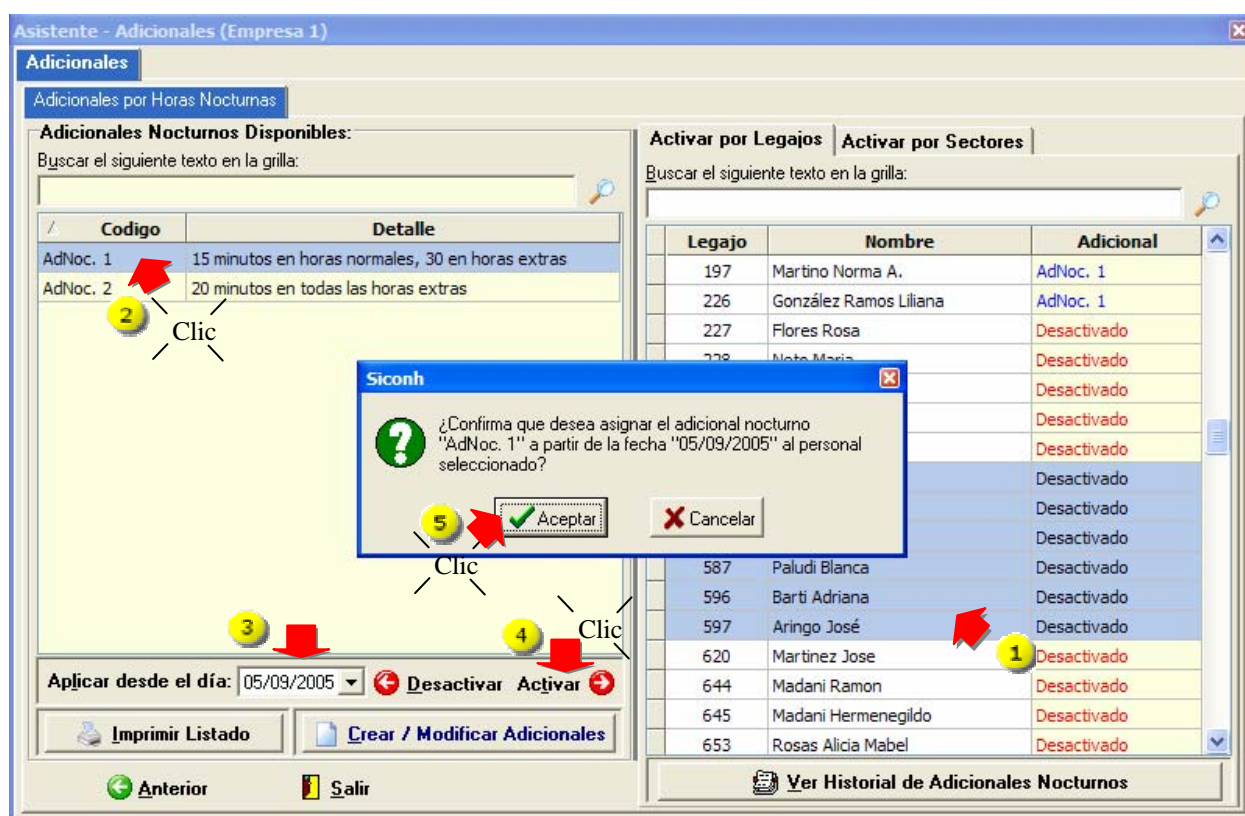 Asistente - Adicionales (Empresa 1)
Adicionales
Adicionales por Horas Nocturnas
Adicionales Nocturnos Disponibles:
Buscar el siguiente texto en la grilla:
Codigo Detalle
AdNoc. 1 15 minutos en horas normales, 30 en horas extras
AdNoc. 2 20 minutos en todas las horas extras
2
Clic
Activar por Legajos Activar por Sectores
Buscar el siguiente texto en la grilla:
Legajo Nombre Adicional
197 Martino Norma A. AdNoc. 1
226 González Ramos Liliana AdNoc. 1
227 Flores Rosa Desactivado
Desactivado
Desactivado
Desactivado
Desactivado
Desactivado
Desactivado
Desactivado
587 Paludi Blanca Desactivado
596 Barti Adriana Desactivado
597 Aringo José Desactivado
1
620 Martinez Jose Desactivado
644 Madani Ramon Desactivado
645 Madani Hermenegildo Desactivado
653 Rosas Alicia Mabel Desactivado
Ver Historial de Adicionales Nocturnos
Siconh
¿Confirma que desea asignar el adicional nocturno
"AdNoc. 1" a partir de la fecha "05/09/2005" al personal
seleccionado?
5
Aceptar Cancelar
Clic
3
4
Clic
Aplicar desde el día: 05/09/2005 Desactivar Activar
Imprimir Listado Crear / Modificar Adicionales
Anterior Salir